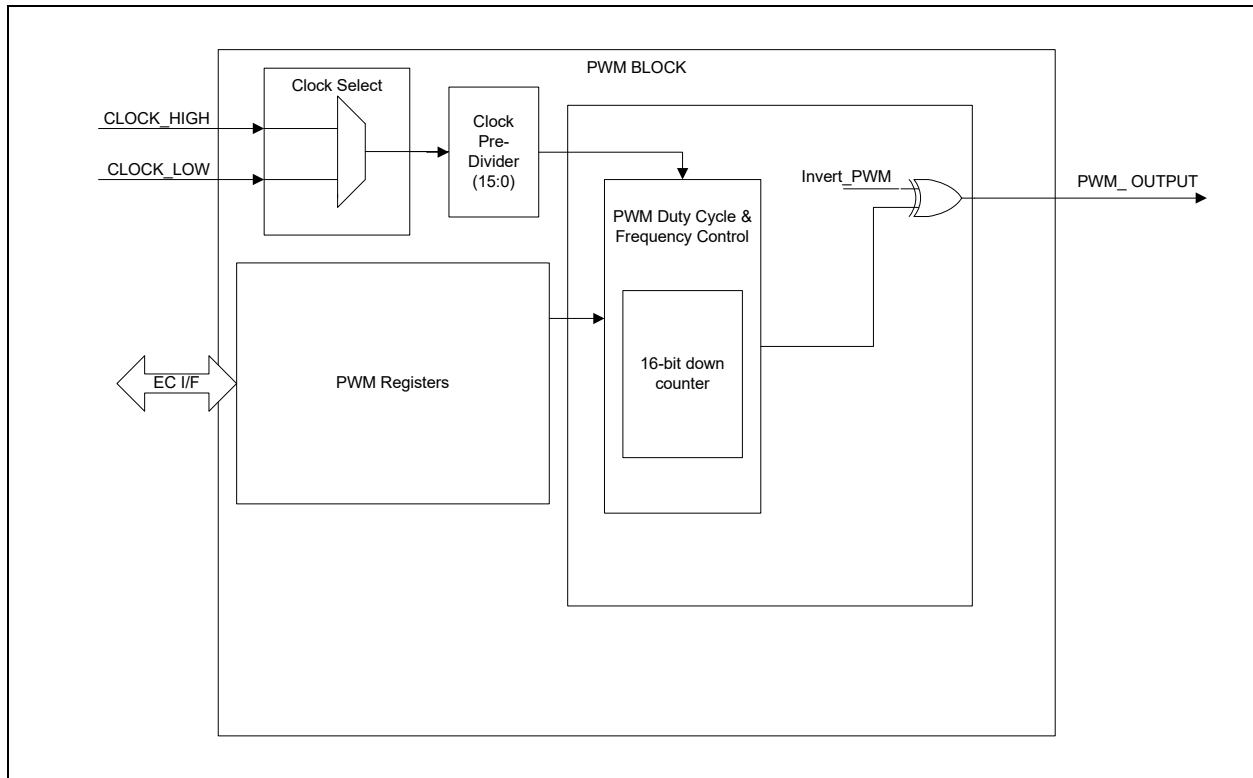 PWM BLOCK
Clock Select
CLOCK_HIGH
CLOCK_LOW
Clock
Pre-
Divider
(15:0)
Invert_PWM
PWM_ OUTPUT
PWM Duty Cycle &
Frequency Control
16-bit down
counter
EC I/F
PWM Registers